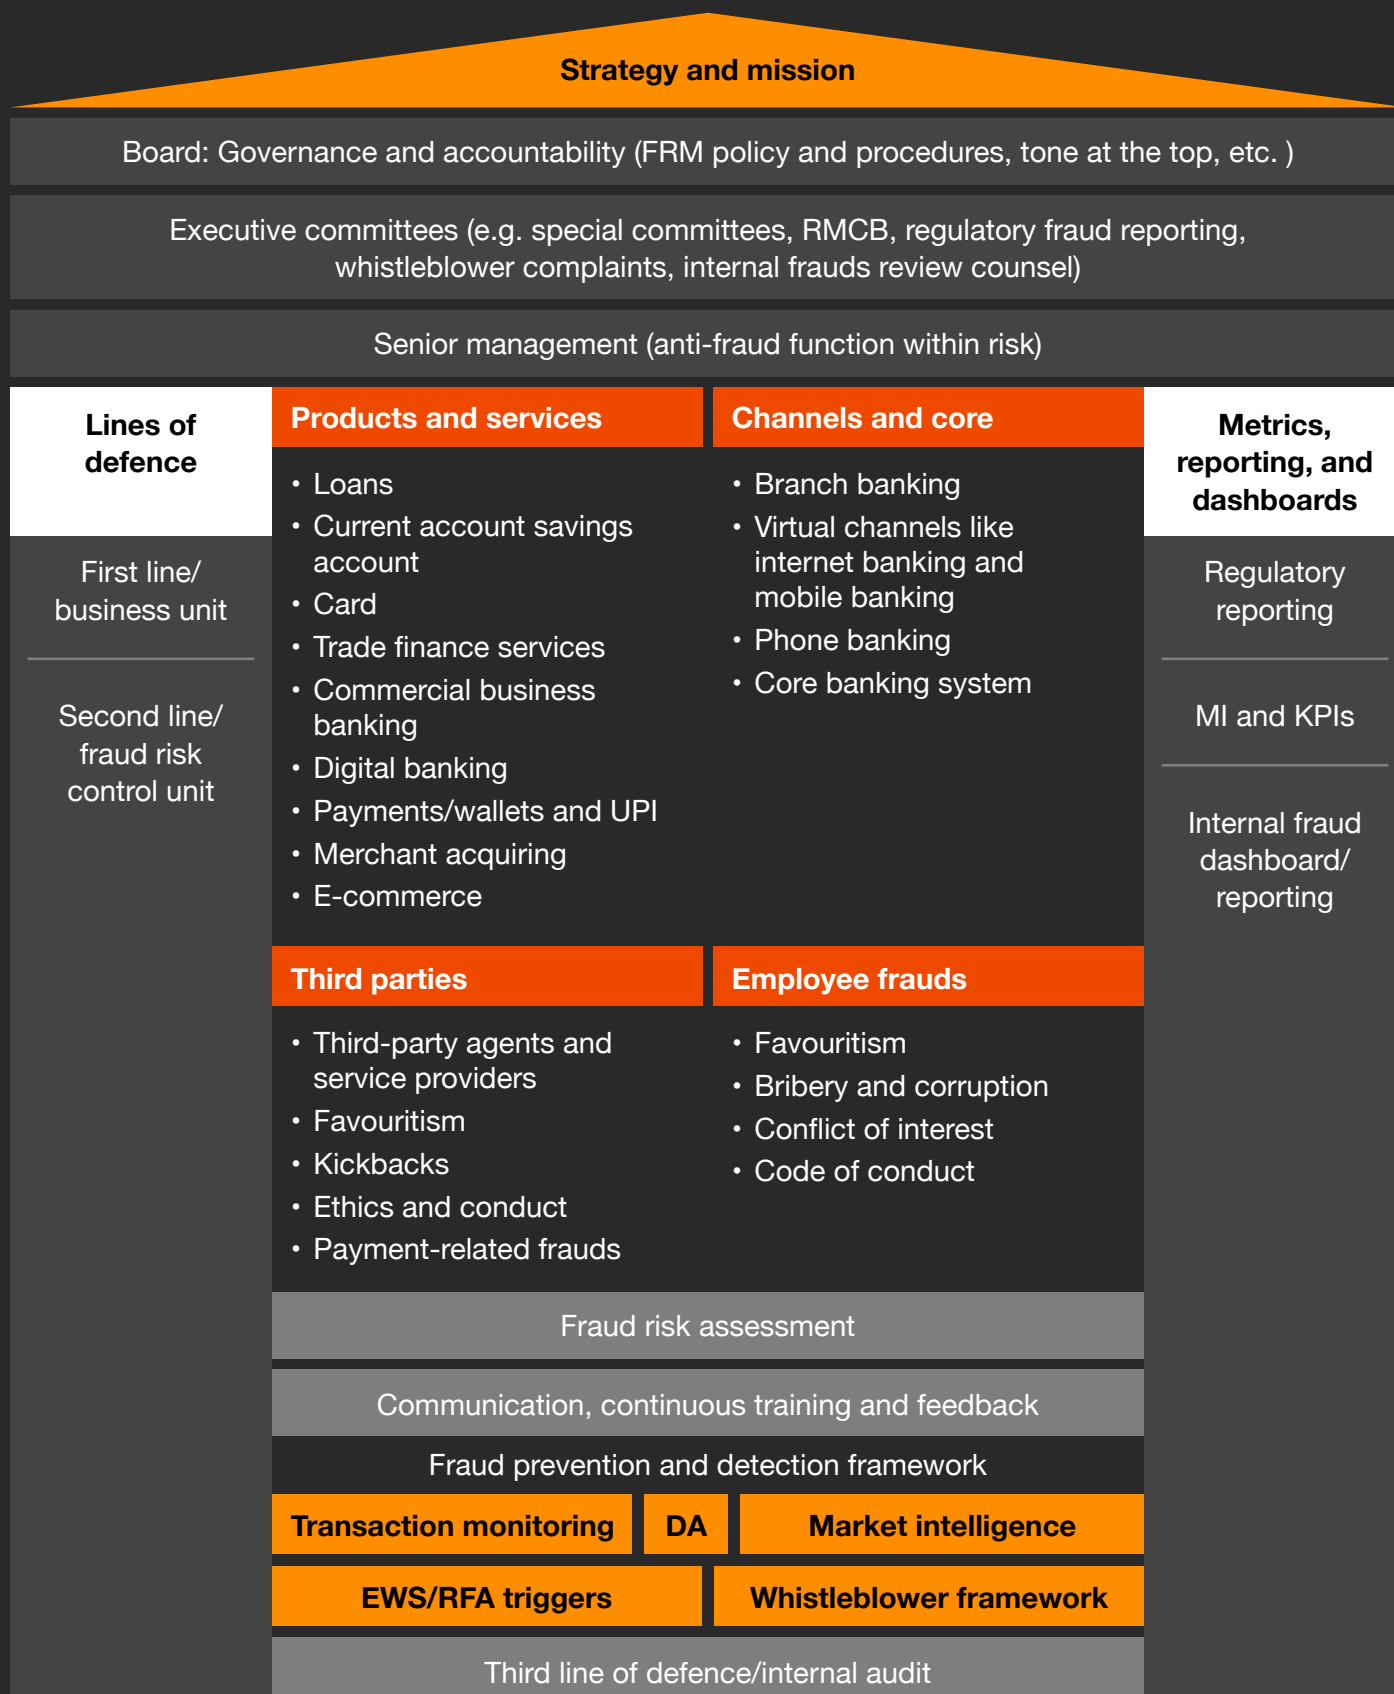 Strategy and mission
Board: Governance and accountability (FRM policy and procedures, tone at the top, etc. )
Executive committees (e.g. special committees, RMCB, regulatory fraud reporting,
whistleblower complaints, internal frauds review counsel)
Senior management (anti-fraud function within risk)
Lines of
defence
First line/
business unit
Second line/
fraud risk
control unit
Products and services
• Loans
• Current account savings
account
• Card
• Trade finance services
• Commercial business
banking
• Digital banking
• Payments/wallets and UPI
• Merchant acquiring
• E-commerce
Channels and core
• Branch banking
• Virtual channels like
internet banking and
mobile banking
• Phone banking
• Core banking system
Third parties
• Third-party agents and
service providers
• Favouritism
• Kickbacks
• Ethics and conduct
• Payment-related frauds
Employee frauds
• Favouritism
• Bribery and corruption
• Conflict of interest
• Code of conduct
Metrics,
reporting, and
dashboards
Regulatory
reporting
MI and KPIs
Internal fraud
dashboard/
reporting
Fraud risk assessment
Communication, continuous training and feedback
Fraud prevention and detection framework
Transaction monitoring
DA
Market intelligence
EWS/RFA triggers
Whistleblower framework
Third line of defence/internal audit